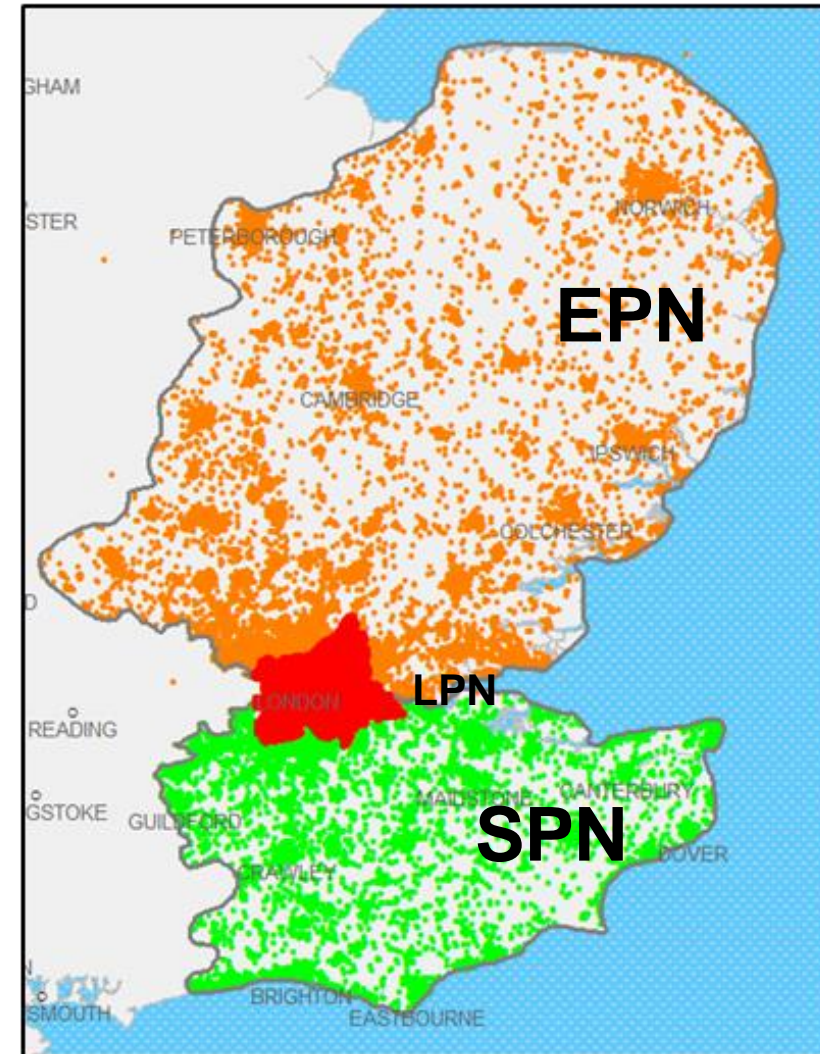 GHAM
STER
NORWICH
PETERBOROUGH
EPN
CAMBRIDGE
IPSWICH
COLCHESTER
D
LPN
LONDON
READING
MAIDSTONE
CANTERBURY
GSTOKE
GUILDFORD
SPN
DOVER
CRAWLEY
N
BRIGHTON
SMOUTH
EASTBOURNE